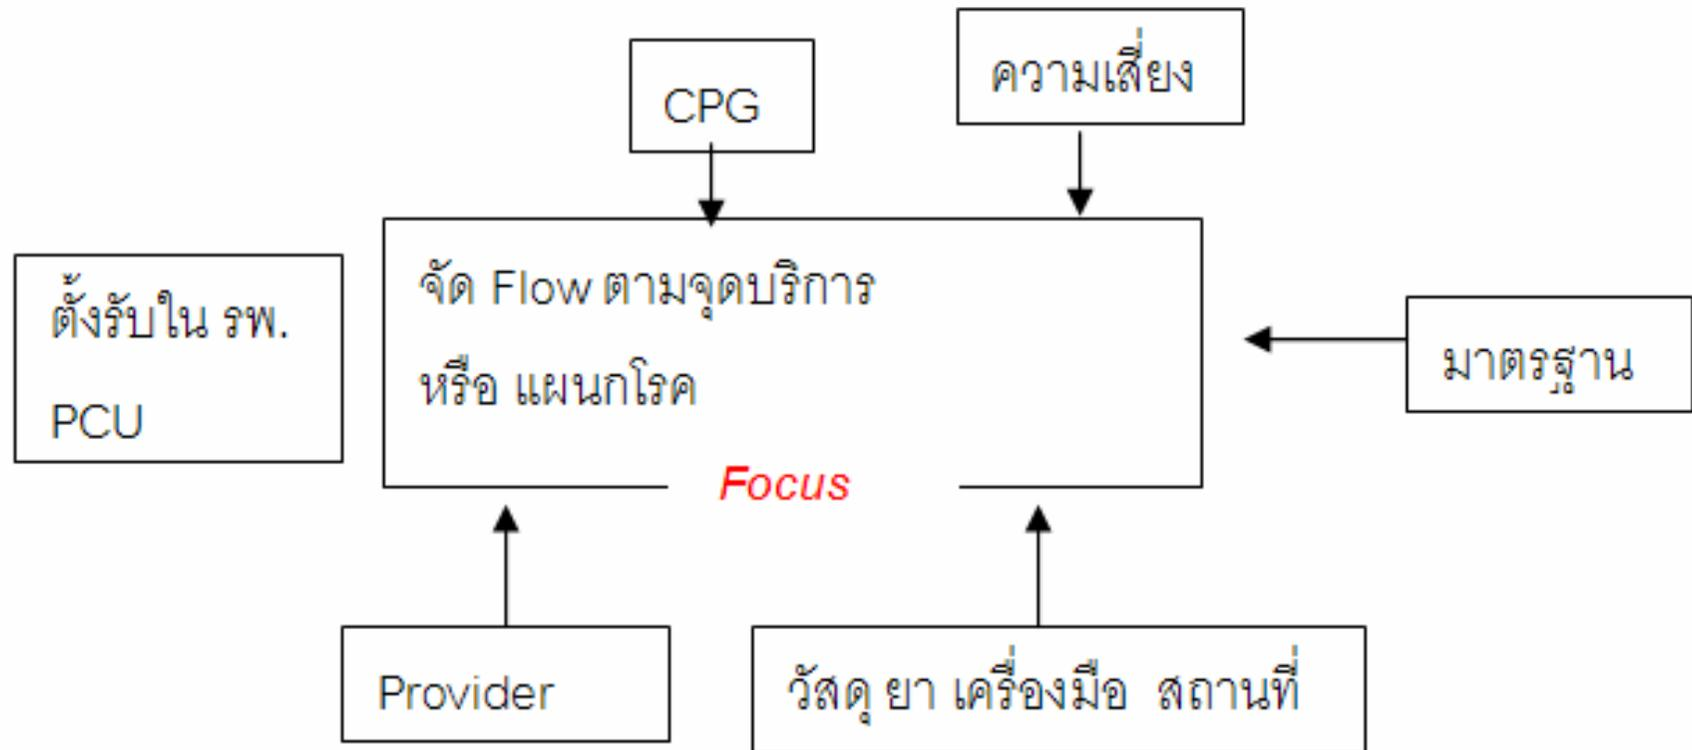 ความเสี่ยง
CPG
จัด Flow ตามจุดบริการ
หรือ แผนกโรค
Focus
ตั้งรับใน รพ.
PCU
มาตรฐาน
Provider
วัสดุ ยา เครื่องมือ สถานที่